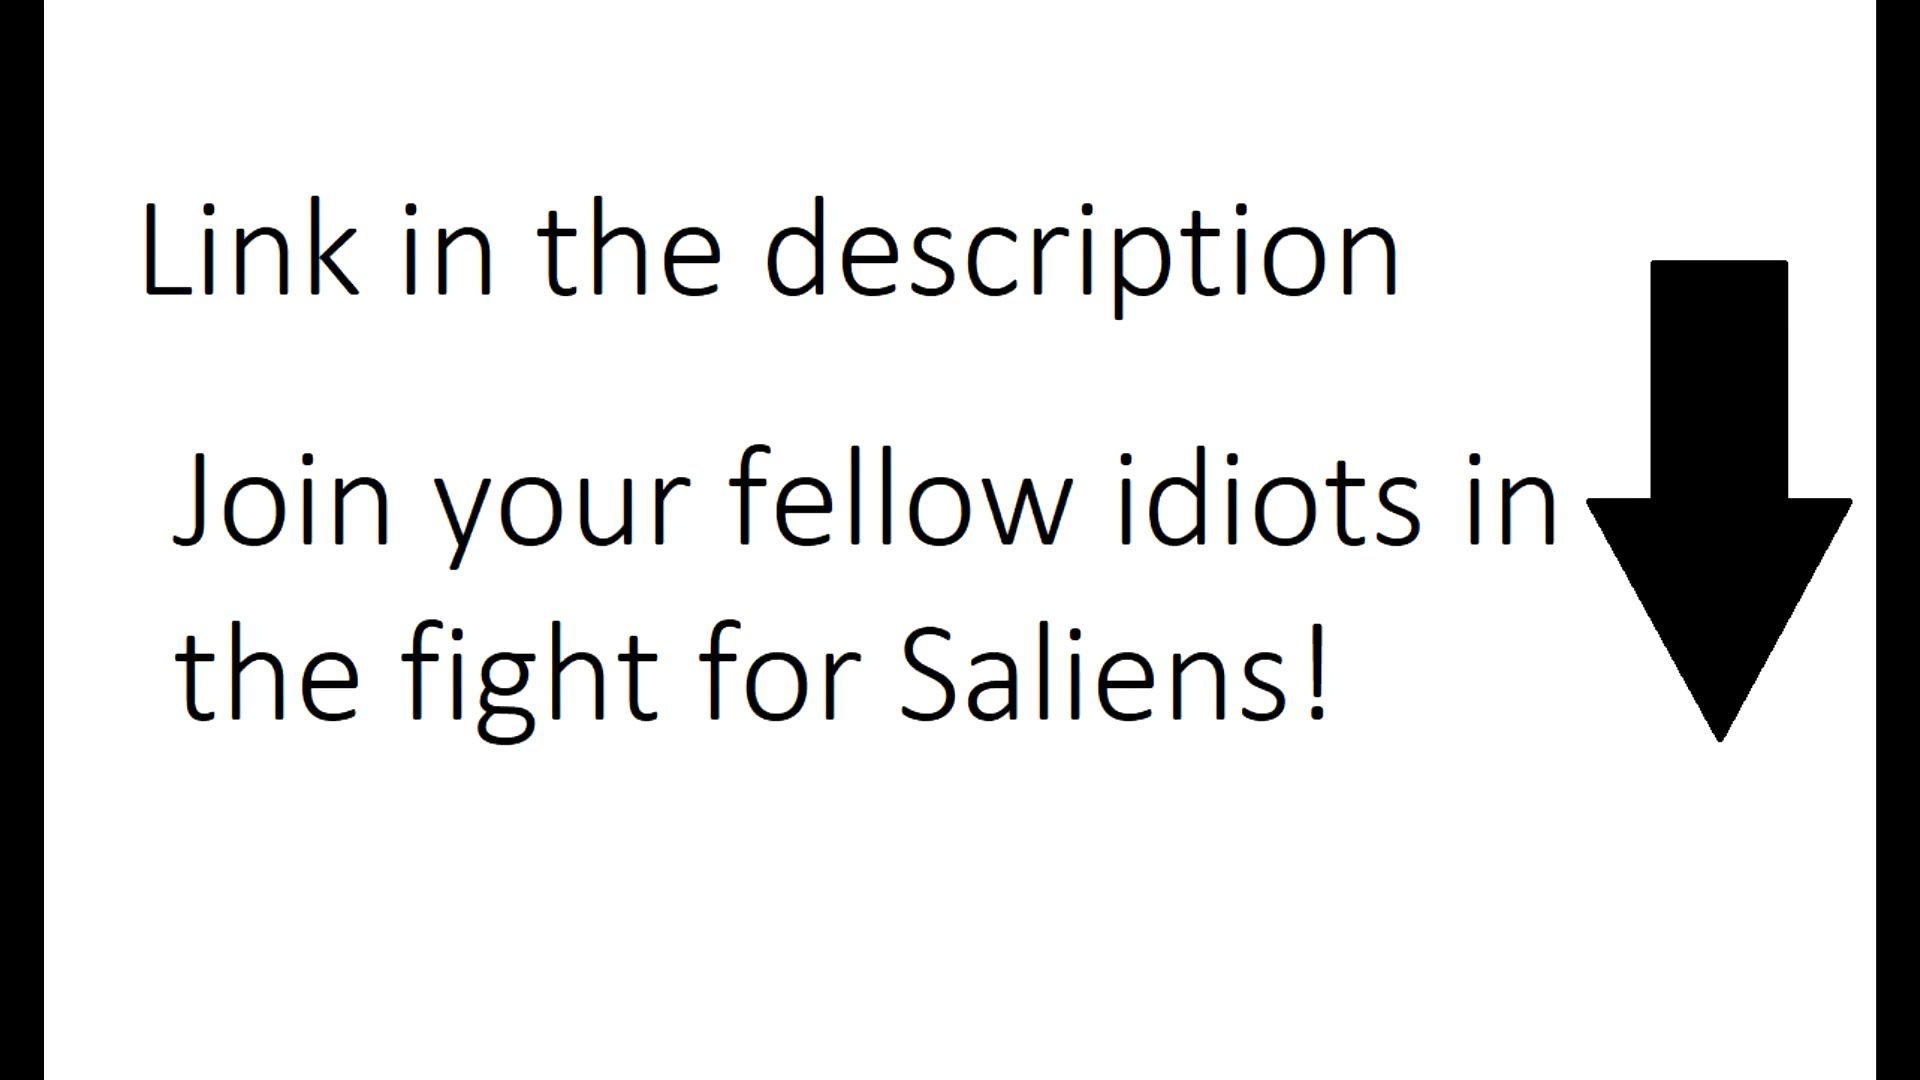 Link in the description
Join your fellow idiots in
the fight for Saliens!